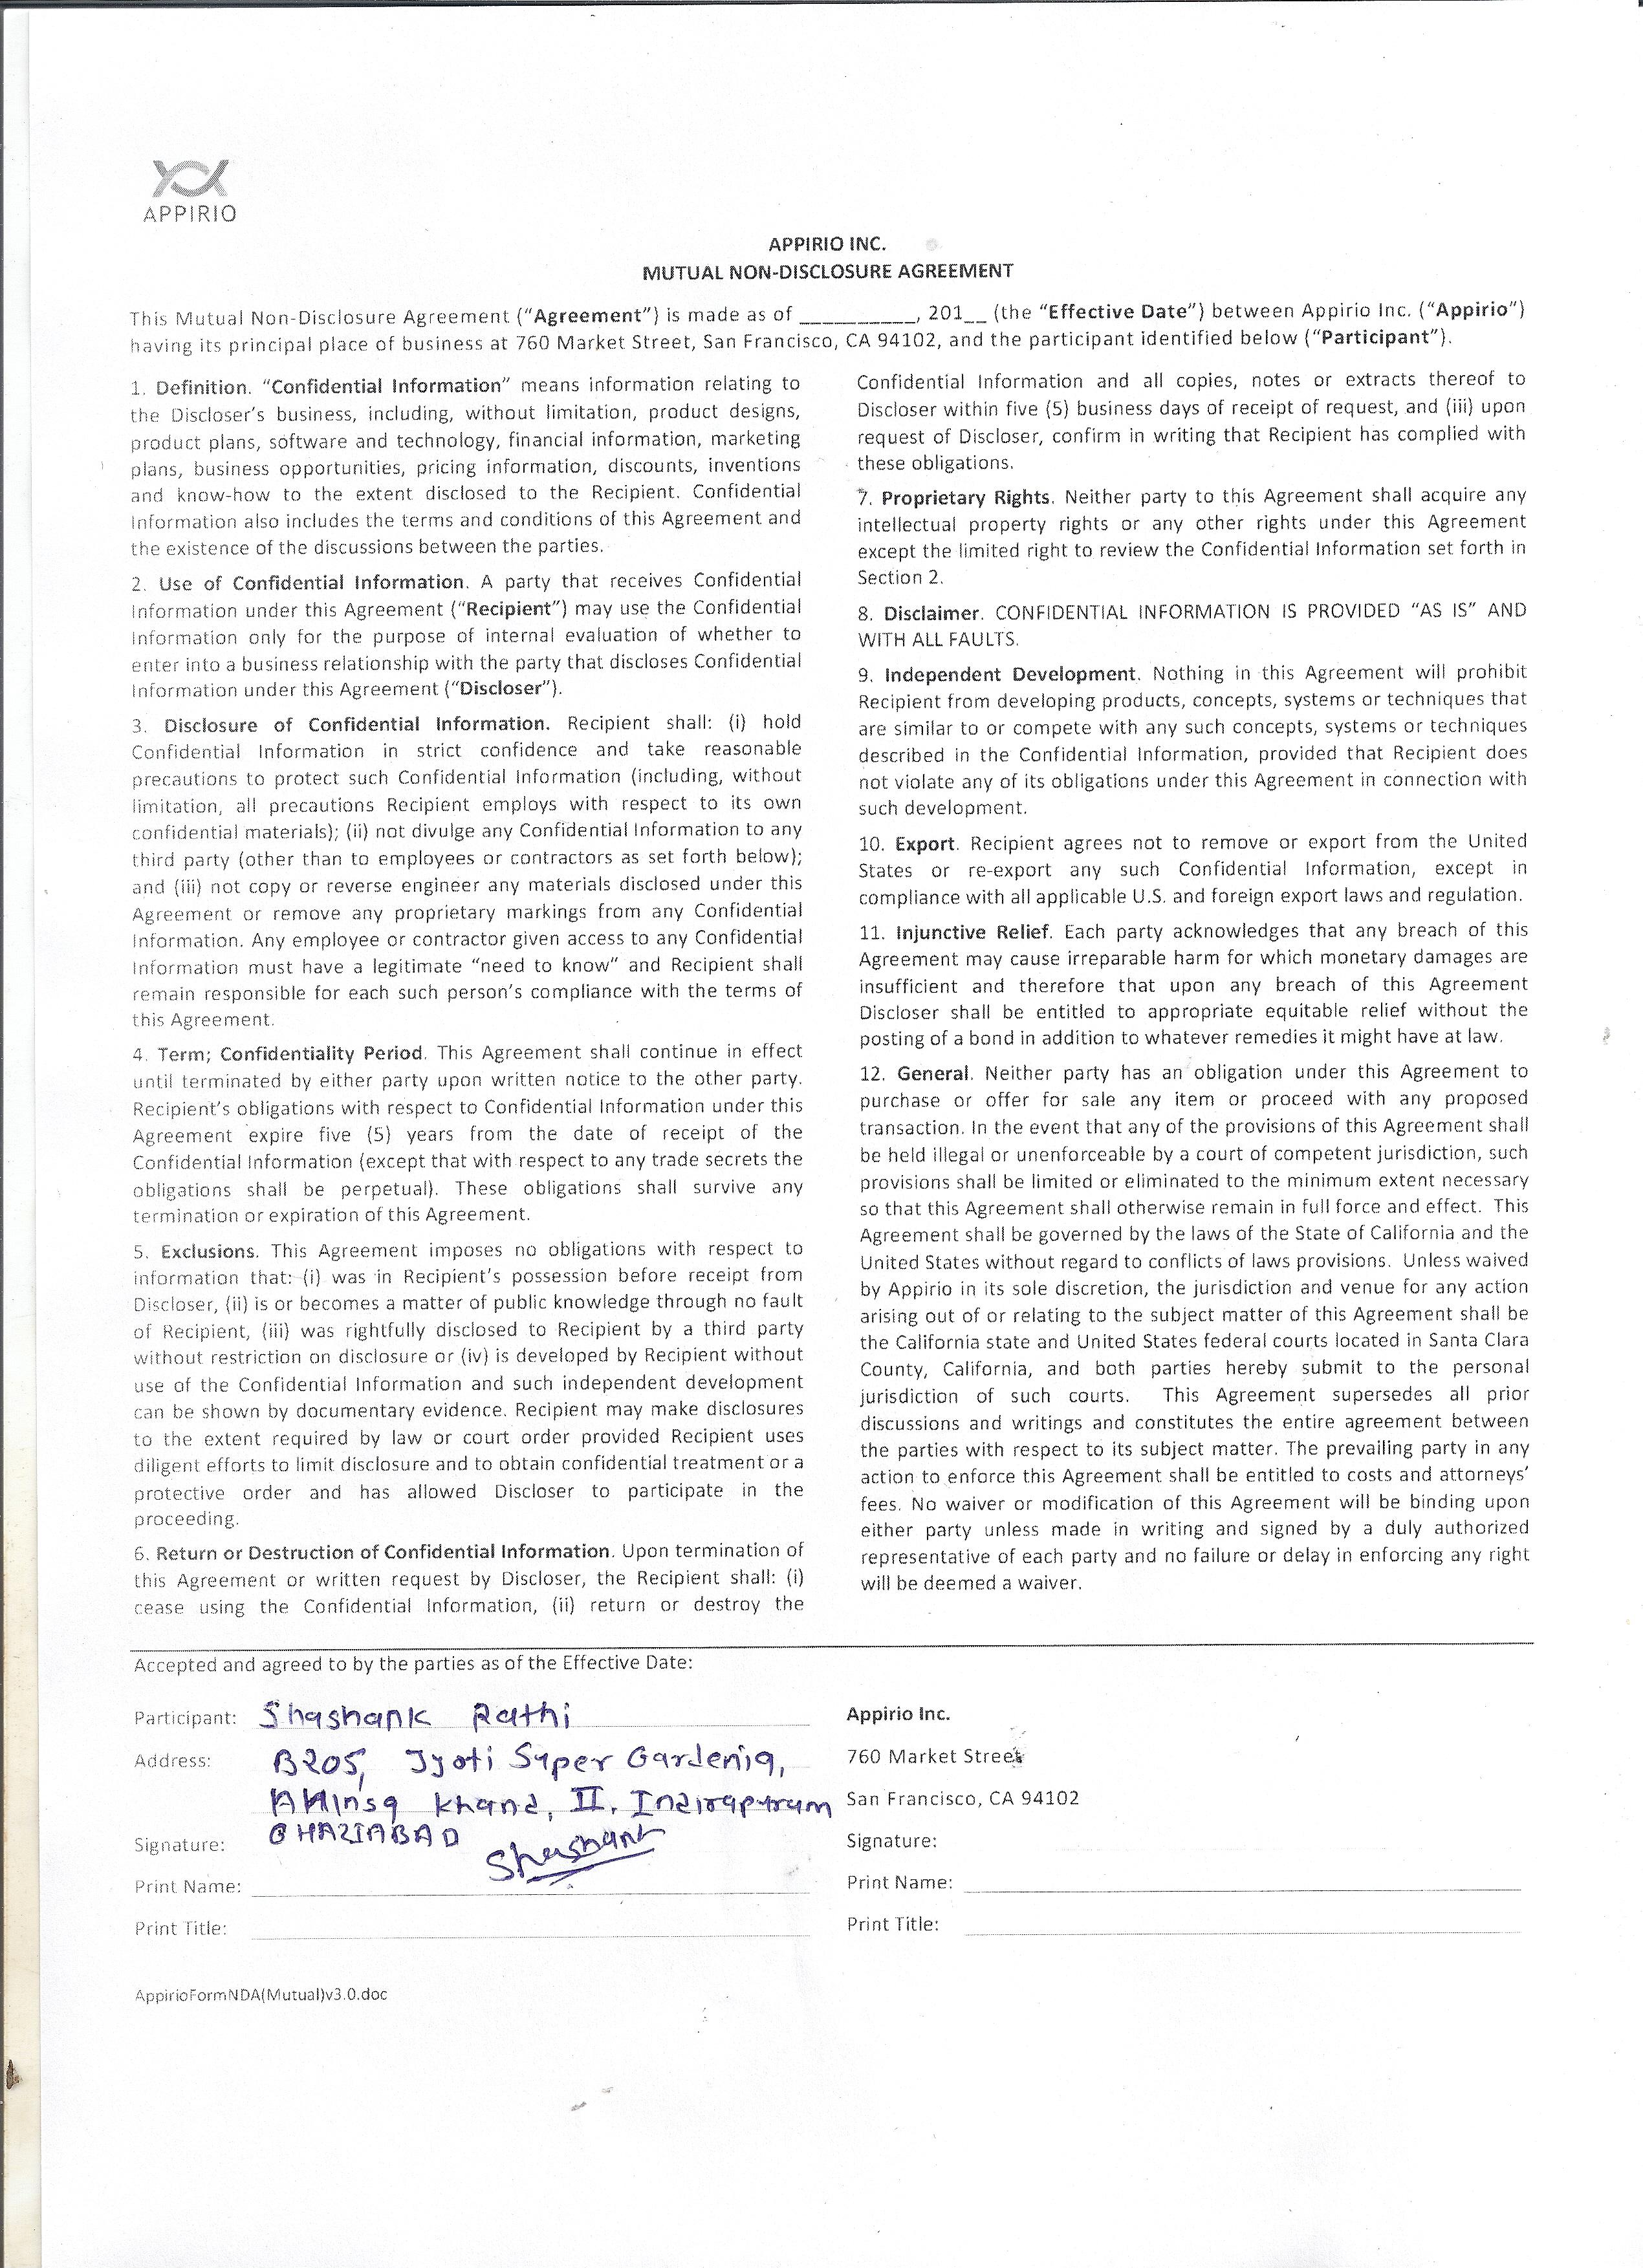 APPIRIO
APPIRIO INC.
MUTUAL NON-DISCLOSURE AGREEMENT
This Mutual Non-Disclosure Agreement (“Agreement”) is made as of __________, 201__ (the “Effective Date”) between Appirio Inc. (“Appirio”)
having its principal place of business at 760 Market Street, San Francisco, CA 94102, and the participant identified below (“Participant”).
1. Definition. “Confidential Information” means information relating to
the Discloser’s business, including, without limitation, product designs,
product plans, software and technology, financial information, marketing
plans, business opportunities, pricing information, discounts, inventions
and know-how to the extent disclosed to the Recipient. Confidential
Information also includes the terms and conditions of this Agreement and
the existence of the discussions between the parties.
2. Use of Confidential Information. A party that receives Confidential
Information under this Agreement (“Recipient”) may use the Confidential
Information only for the purpose of internal evaluation of whether to
enter into a business relationship with the party that discloses Confidential
Information under this Agreement (“Discloser”).
3. Disclosure of Confidential Information. Recipient shall: (i) hold
Confidential Information in strict confidence and take reasonable
precautions to protect such Confidential Information (including, without
limitation, all precautions Recipient employs with respect to its own
confidential materials); (ii) not divulge any Confidential Information to any
third party (other than to employees or contractors as set forth below);
and (iii) not copy or reverse engineer any materials disclosed under this
Agreement or remove any proprietary markings from any Confidential
Information. Any employee or contractor given access to any Confidential
Information must have a legitimate “need to know” and Recipient shall
remain responsible for each such person’s compliance with the terms of
this Agreement.
4. Term; Confidentiality Period. This Agreement shall continue in effect
until terminated by either party upon written notice to the other party.
Recipient’s obligations with respect to Confidential Information under this
Agreement expire five (5) years from the date of receipt of the
Confidential Information (except that with respect to any trade secrets the
obligations shall be perpetual). These obligations shall survive any
termination or expiration of this Agreement.
5. Exclusions. This Agreement imposes no obligations with respect to
information that: (i) was in Recipient’s possession before receipt from
Discloser, (ii) is or becomes a matter of public knowledge through no fault
of Recipient, (iii) was rightfully disclosed to Recipient by a third party
without restriction on disclosure or (iv) is developed by Recipient without
use of the Confidential Information and such independent development
can be shown by documentary evidence. Recipient may make disclosures
to the extent required by law or court order provided Recipient uses
diligent efforts to limit disclosure and to obtain confidential treatment or a
protective order and has allowed Discloser to participate in the
proceeding.
6. Return or Destruction of Confidential Information. Upon termination of
this Agreement or written request by Discloser, the Recipient shall: (i)
cease using the Confidential Information, (ii) return or destroy the
Confidential Information and all copies, notes or extracts thereof to
Discloser within five (5) business days of receipt of request, and (iii) upon
request of Discloser, confirm in writing that Recipient has complied with
these obligations.
7. Proprietary Rights. Neither party to this Agreement shall acquire any
intellectual property rights or any other rights under this Agreement
except the limited right to review the Confidential Information set forth in
Section 2.
8. Disclaimer. CONFIDENTIAL INFORMATION IS PROVIDED “AS IS” AND
WITH ALL FAULTS.
9. Independent Development. Nothing in this Agreement will prohibit
Recipient from developing products, concepts, systems or techniques that
are similar to or compete with any such concepts, systems or techniques
described in the Confidential Information, provided that Recipient does
not violate any of its obligations under this Agreement in connection with
such development.
10. Export. Recipient agrees not to remove or export from the United
States or re-export any such Confidential Information, except in
compliance with all applicable U.S. and foreign export laws and regulation.
11. Injunctive Relief. Each party acknowledges that any breach of this
Agreement may cause irreparable harm for which monetary damages are
insufficient and therefore that upon any breach of this Agreement
Discloser shall be entitled to appropriate equitable relief without the
posting of a bond in addition to whatever remedies it might have at law.
12. General. Neither party has an obligation under this Agreement to
purchase or offer for sale any item or proceed with any proposed
transaction. In the event that any of the provisions of this Agreement shall
be held illegal or unenforceable by a court of competent jurisdiction, such
provisions shall be limited or eliminated to the minimum extent necessary
so that this Agreement shall otherwise remain in full force and effect. This
Agreement shall be governed by the laws of the State of California and the
United States without regard to conflicts of laws provisions. Unless waived
by Appirio in its sole discretion, the jurisdiction and venue for any action
arising out of or relating to the subject matter of this Agreement shall be
the California state and United States federal courts located in Santa Clara
County, California, and both parties hereby submit to the personal
jurisdiction of such courts. This Agreement supersedes all prior
discussions and writings and constitutes the entire agreement between
the parties with respect to its subject matter. The prevailing party in any
action to enforce this Agreement shall be entitled to costs and attorneys’
fees. No waiver or modification of this Agreement will be binding upon
either party unless made in writing and signed by a duly authorized
representative of each party and no failure or delay in enforcing any right
will be deemed a waiver.
Accepted and agreed to by the parties as of the Effective Date:
Participant: Shashank Rathi
Address: B205, Jyoti Super Gardenia,
AHinsa Khand, II, Indirapuram
GHAZIABAD
Signature: Shashank
Print Name:
Print Title:
Appirio Inc.
760 Market Street
San Francisco, CA 94102
Signature:
Print Name:
Print Title:
AppirioFormNDA(Mutual)v3.0.doc